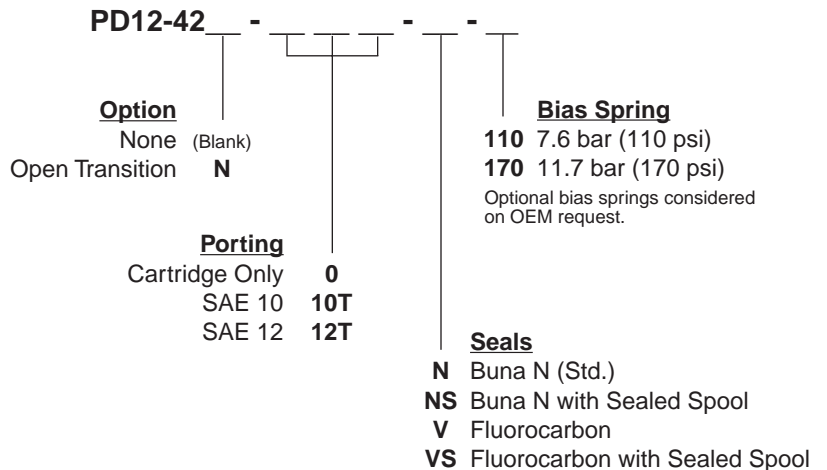 PD12-42__ - __ __ __ - __ - __
Option
None (Blank)
Open Transition N
Porting
Cartridge Only 0
SAE 10 10T
SAE 12 12T
Bias Spring
110 7.6 bar (110 psi)
170 11.7 bar (170 psi)
Optional bias springs considered
on OEM request.
Seals
N Buna N (Std.)
NS Buna N with Sealed Spool
V Fluorocarbon
VS Fluorocarbon with Sealed Spool